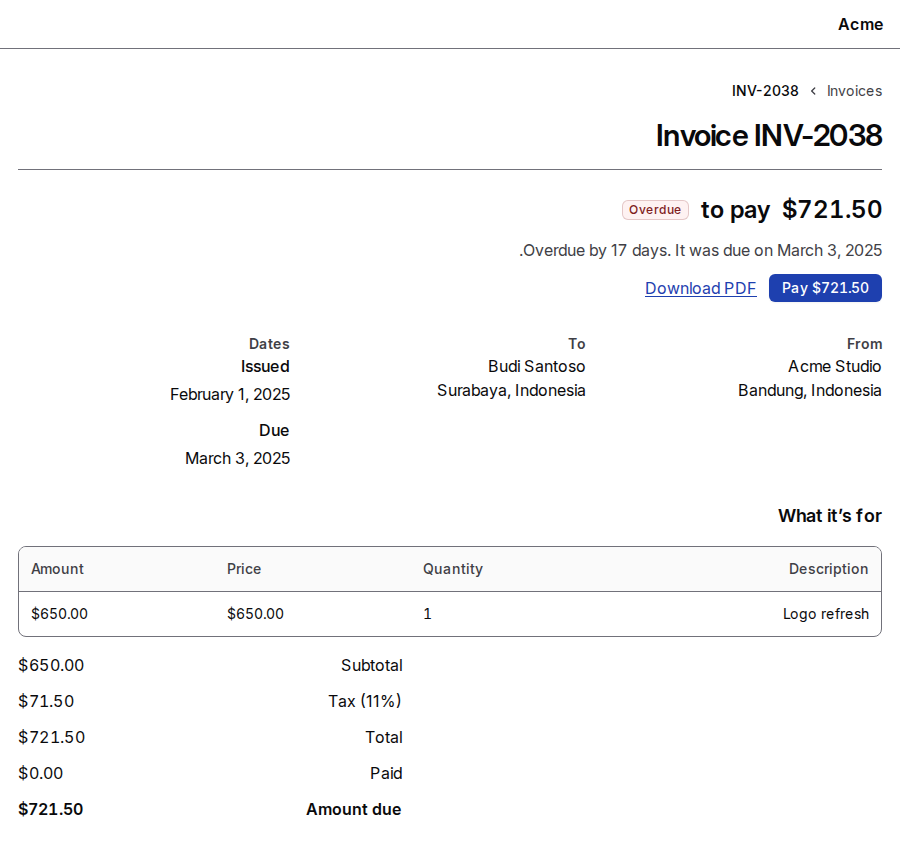 Acme
INV-2038 ‹ Invoices
Invoice INV-2038
Overdue to pay $721.50
.Overdue by 17 days. It was due on March 3, 2025
Download PDF Pay $721.50
From
Acme Studio
Bandung, Indonesia
To
Budi Santoso
Surabaya, Indonesia
Dates
Issued
February 1, 2025
Due
March 3, 2025
What it’s for
Amount Price Quantity Description
$650.00 $650.00 1 Logo refresh
$650.00 Subtotal
$71.50 Tax (11%)
$721.50 Total
$0.00 Paid
$721.50 Amount due